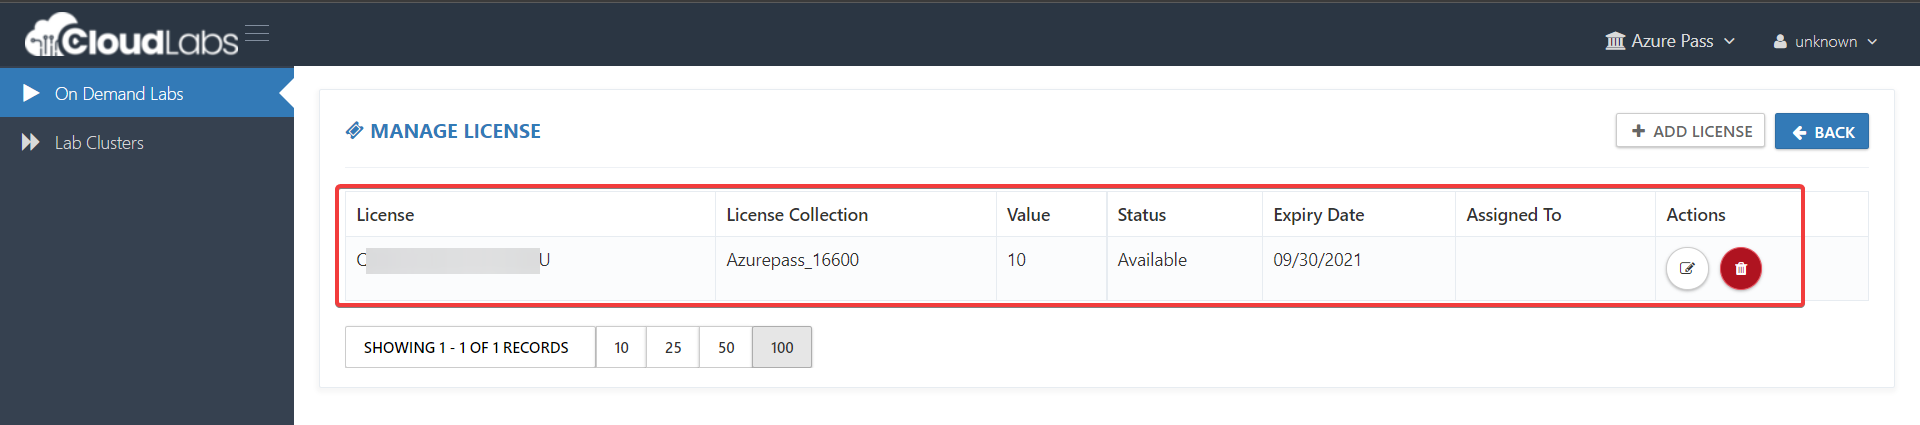 CloudLabs
Azure Pass
unknown
On Demand Labs
Lab Clusters
MANAGE LICENSE
ADD LICENSE
BACK
License License Collection Value Status Expiry Date Assigned To Actions
Azurepass_16600 10 Available 09/30/2021
SHOWING 1 - 1 OF 1 RECORDS 10 25 50 100